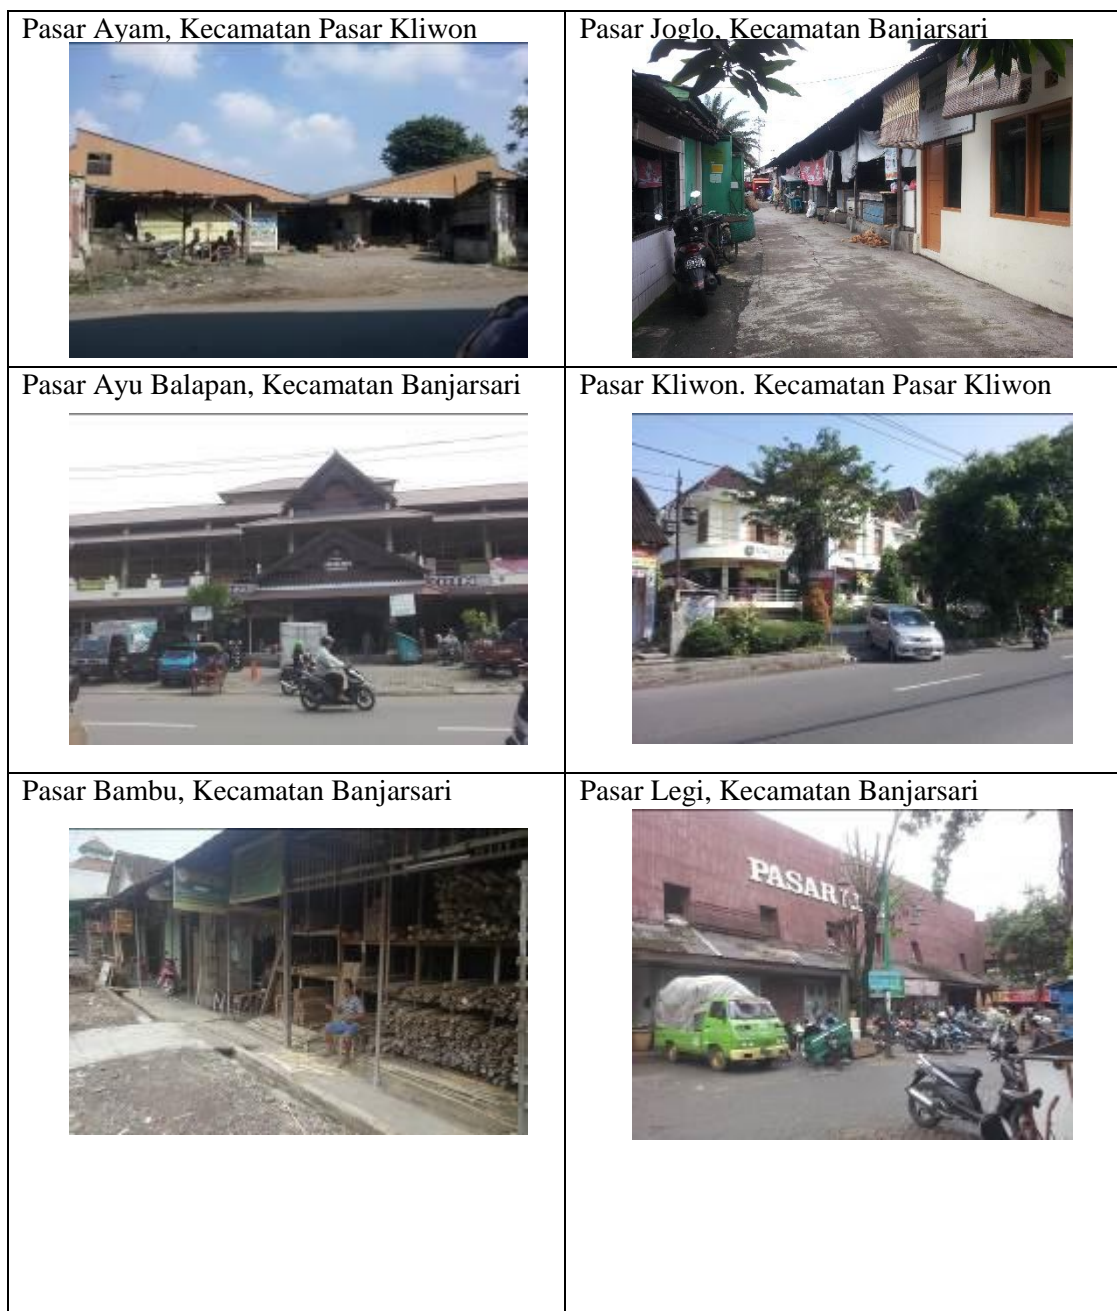 Pasar Ayam, Kecamatan Pasar Kliwon
Pasar Joglo, Kecamatan Banjarsari
Pasar Ayu Balapan, Kecamatan Banjarsari
Pasar Kliwon. Kecamatan Pasar Kliwon
Pasar Bambu, Kecamatan Banjarsari
Pasar Legi, Kecamatan Banjarsari
PASAR